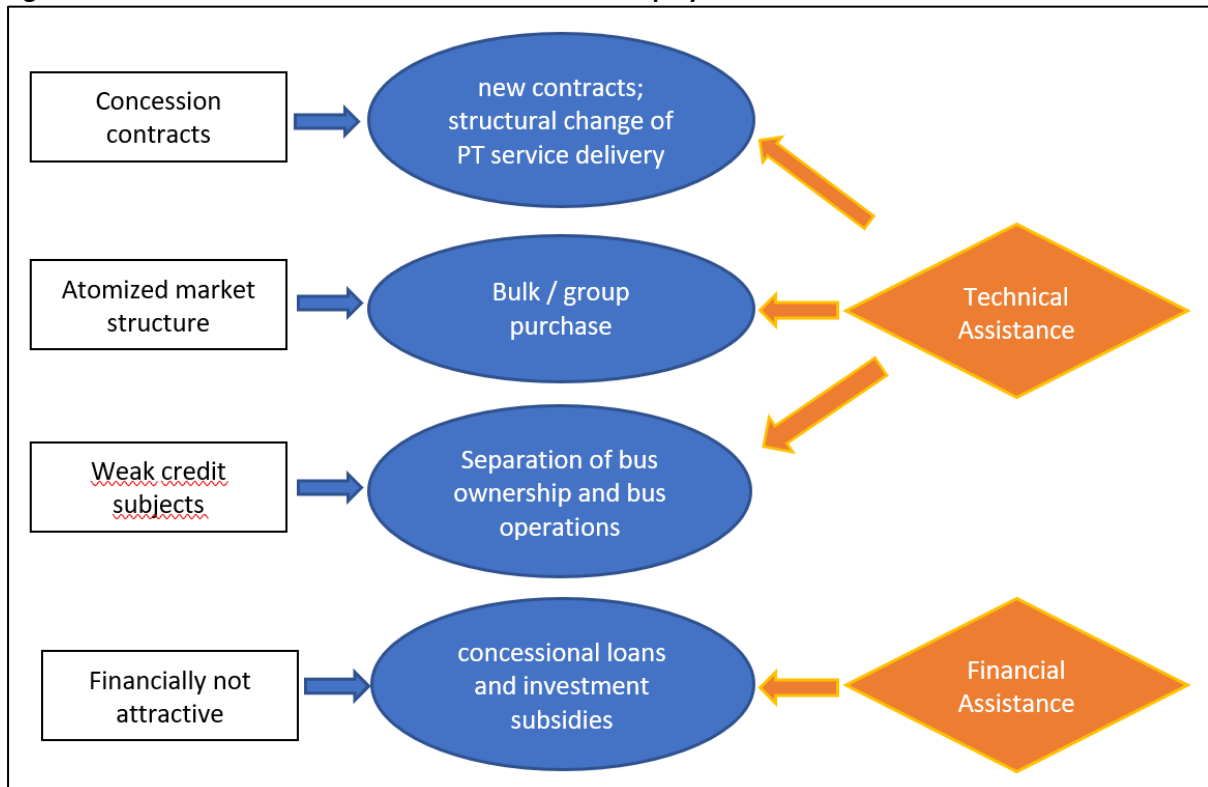 Concession
contracts
new contracts;
structural change of
PT service delivery
Atomized market
structure
Bulk / group
purchase
Technical
Assistance
Weak credit
subjects
Separation of bus
ownership and bus
operations
Financially not
attractive
concessional loans
and investment
subsidies
Financial
Assistance